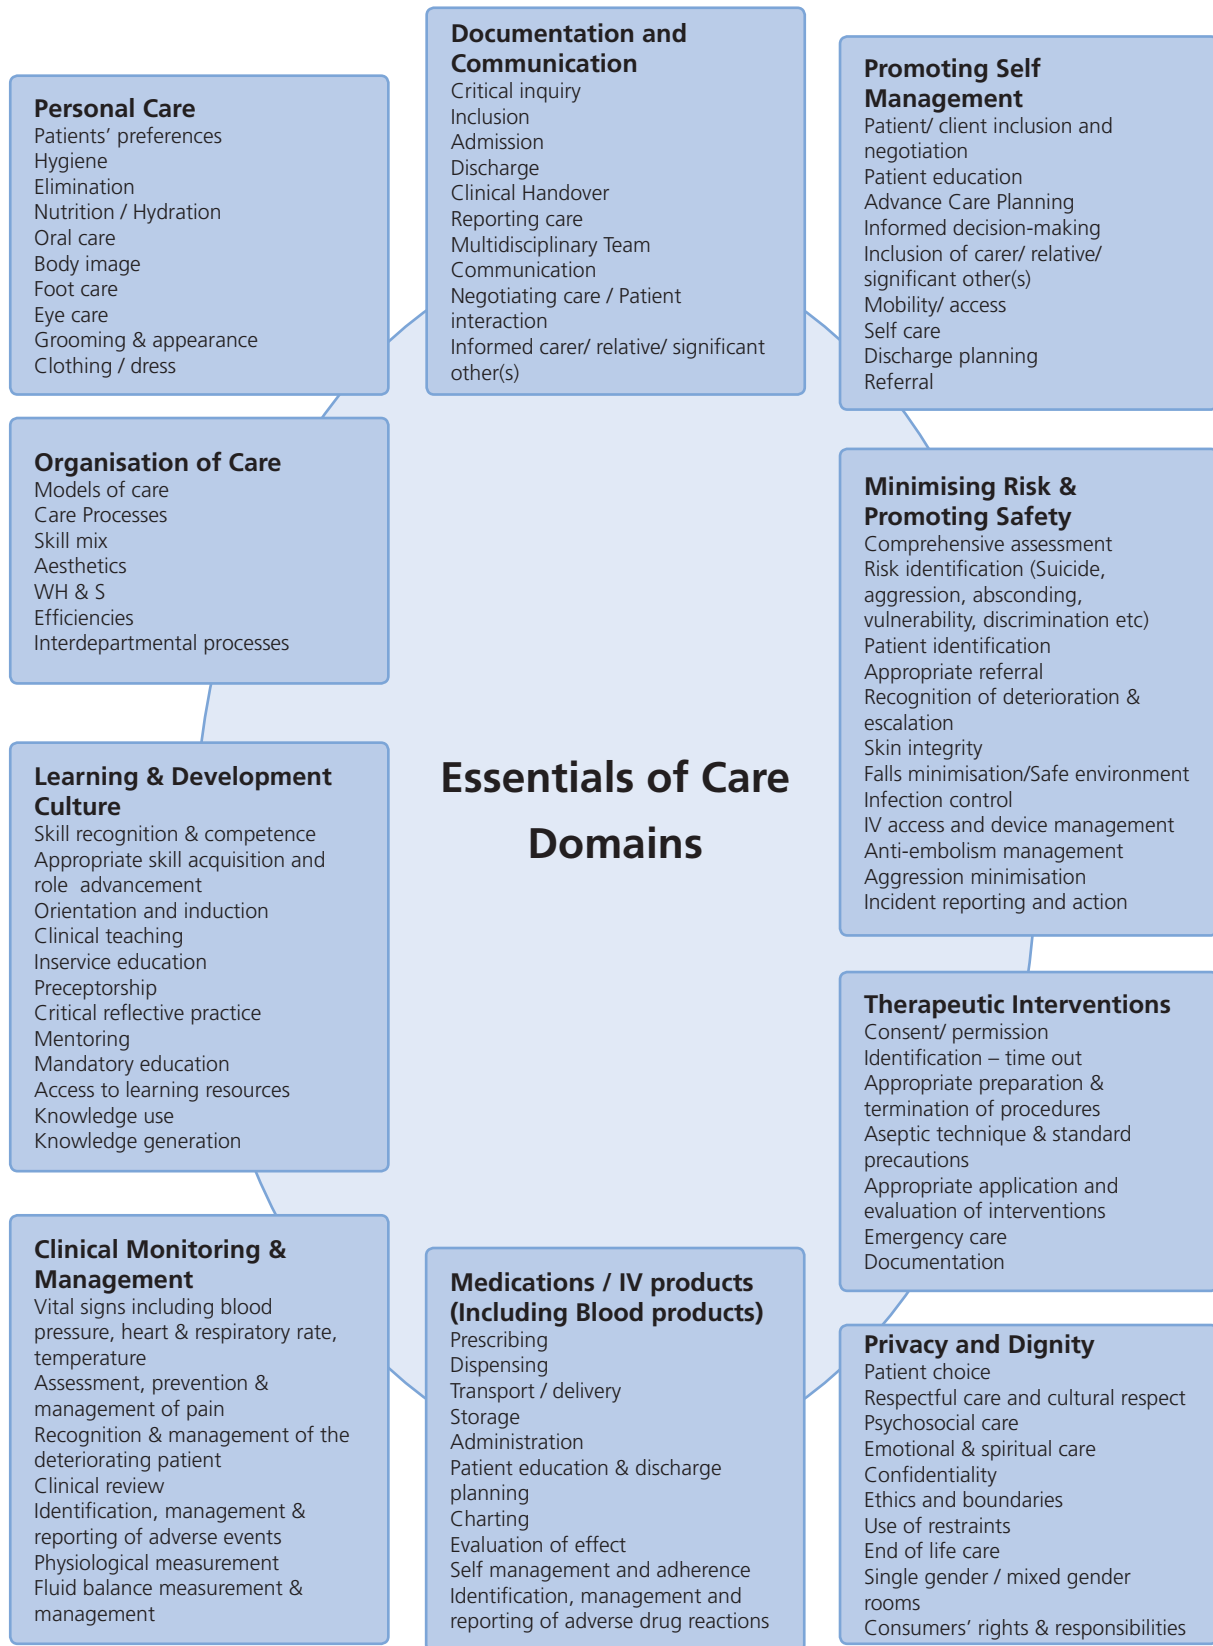 Documentation and
Communication
Critical inquiry
Inclusion
Admission
Discharge
Clinical Handover
Reporting care
Multidisciplinary Team
Communication
Negotiating care / Patient
interaction
Informed carer/ relative/ significant
other(s)
Personal Care
Patients’ preferences
Hygiene
Elimination
Nutrition / Hydration
Oral care
Body image
Foot care
Eye care
Grooming & appearance
Clothing / dress
Promoting Self
Management
Patient/ client inclusion and
negotiation
Patient education
Advance Care Planning
Informed decision-making
Inclusion of carer/ relative/
significant other(s)
Mobility/ access
Self care
Discharge planning
Referral
Organisation of Care
Models of care
Care Processes
Skill mix
Aesthetics
WH & S
Efficiencies
Interdepartmental processes
Minimising Risk &
Promoting Safety
Comprehensive assessment
Risk identification (Suicide,
aggression, absconding,
vulnerability, discrimination etc)
Patient identification
Appropriate referral
Recognition of deterioration &
escalation
Skin integrity
Falls minimisation/Safe environment
Infection control
IV access and device management
Anti-embolism management
Aggression minimisation
Incident reporting and action
Essentials of Care
Domains
Learning & Development
Culture
Skill recognition & competence
Appropriate skill acquisition and
role advancement
Orientation and induction
Clinical teaching
Inservice education
Preceptorship
Critical reflective practice
Mentoring
Mandatory education
Access to learning resources
Knowledge use
Knowledge generation
Therapeutic Interventions
Consent/ permission
Identification – time out
Appropriate preparation &
termination of procedures
Aseptic technique & standard
precautions
Appropriate application and
evaluation of interventions
Emergency care
Documentation
Clinical Monitoring &
Management
Vital signs including blood
pressure, heart & respiratory rate,
temperature
Assessment, prevention &
management of pain
Recognition & management of the
deteriorating patient
Clinical review
Identification, management &
reporting of adverse events
Physiological measurement
Fluid balance measurement &
management
Medications / IV products
(Including Blood products)
Prescribing
Dispensing
Transport / delivery
Storage
Administration
Patient education & discharge
planning
Charting
Evaluation of effect
Self management and adherence
Identification, management and
reporting of adverse drug reactions
Privacy and Dignity
Patient choice
Respectful care and cultural respect
Psychosocial care
Emotional & spiritual care
Confidentiality
Ethics and boundaries
Use of restraints
End of life care
Single gender / mixed gender
rooms
Consumers’ rights & responsibilities